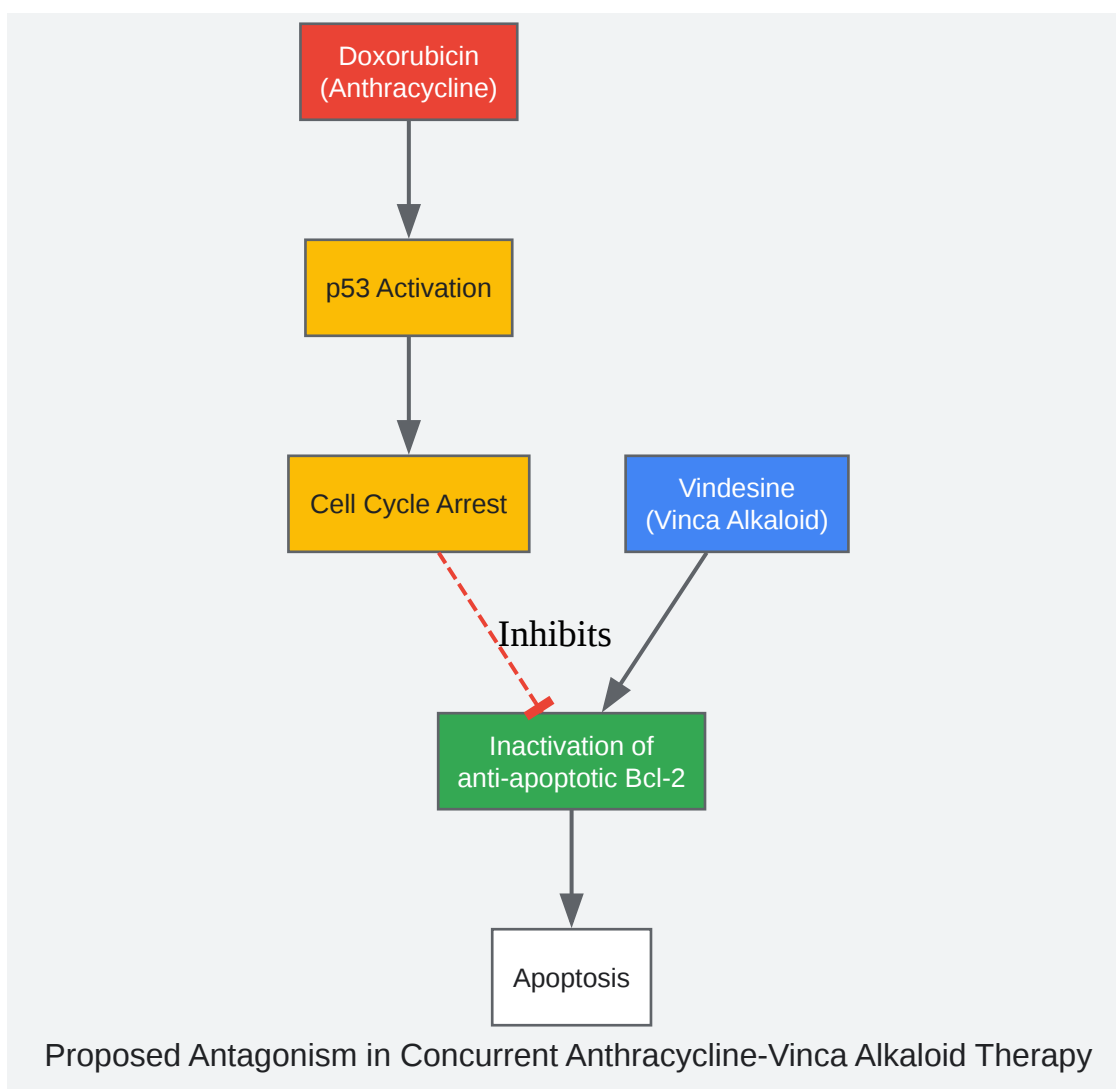 Doxorubicin
(Anthracycline)
p53 Activation
Cell Cycle Arrest
Vindesine
(Vinca Alkaloid)
Inhibits
Inactivation of
anti-apoptotic Bcl-2
Apoptosis
Proposed Antagonism in Concurrent Anthracycline-Vinca Alkaloid Therapy